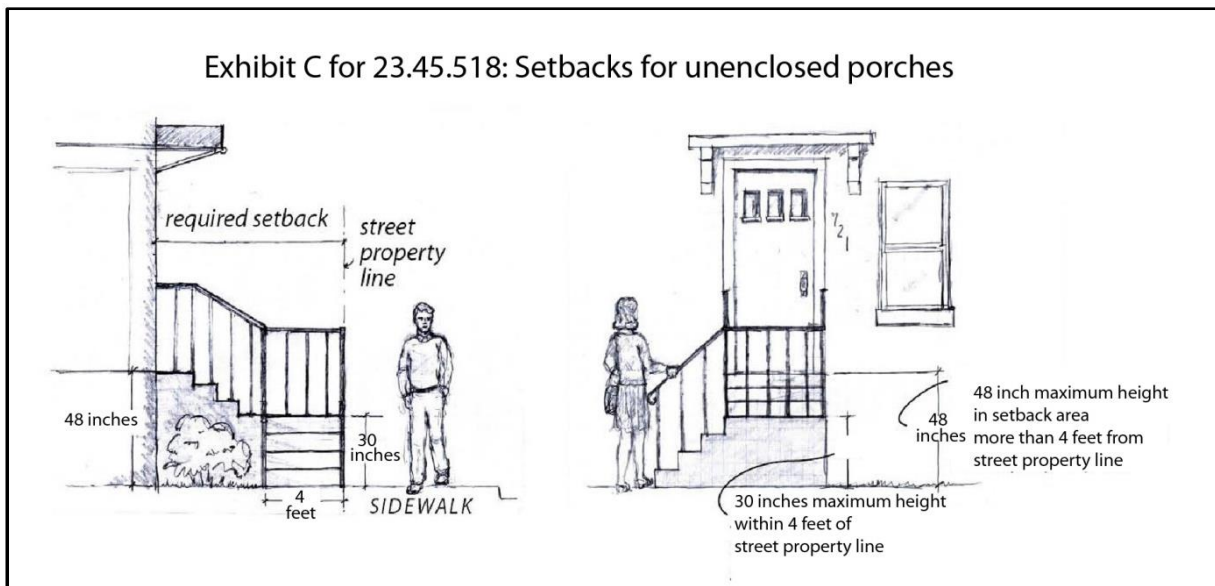 Exhibit C for 23.45.518: Setbacks for unenclosed porches
required setback
street
property
line
48 inches
30
inches
4
feet
SIDEWALK
721
48
inches
48 inch maximum height
in setback area
more than 4 feet from
street property line
30 inches maximum height
within 4 feet of
street property line